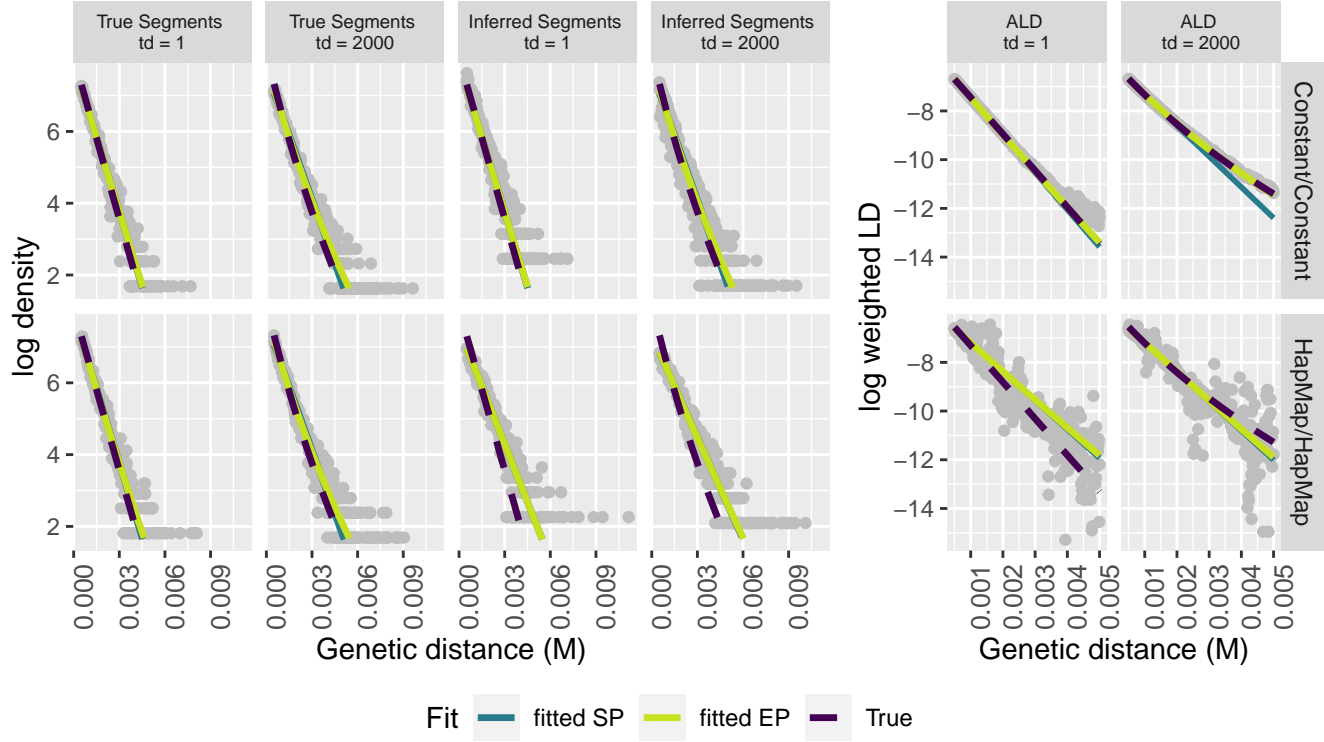 True Segments
td = 1
True Segments
td = 2000
Inferred Segments
td = 1
Inferred Segments
td = 2000
ALD
td = 1
ALD
td = 2000
log density
6
4
2
6
4
2
0.000
0.003
0.006
0.009
0.000
0.003
0.006
0.009
0.000
0.003
0.006
0.009
0.000
0.003
0.006
0.009
Genetic distance (M)
log weighted LD
−8
−10
−12
−14
−8
−10
−12
−14
Constant/Constant
HapMap/HapMap
0.001
0.002
0.003
0.004
0.005
0.001
0.002
0.003
0.004
0.005
Genetic distance (M)
Fit
fitted SP
fitted EP
True